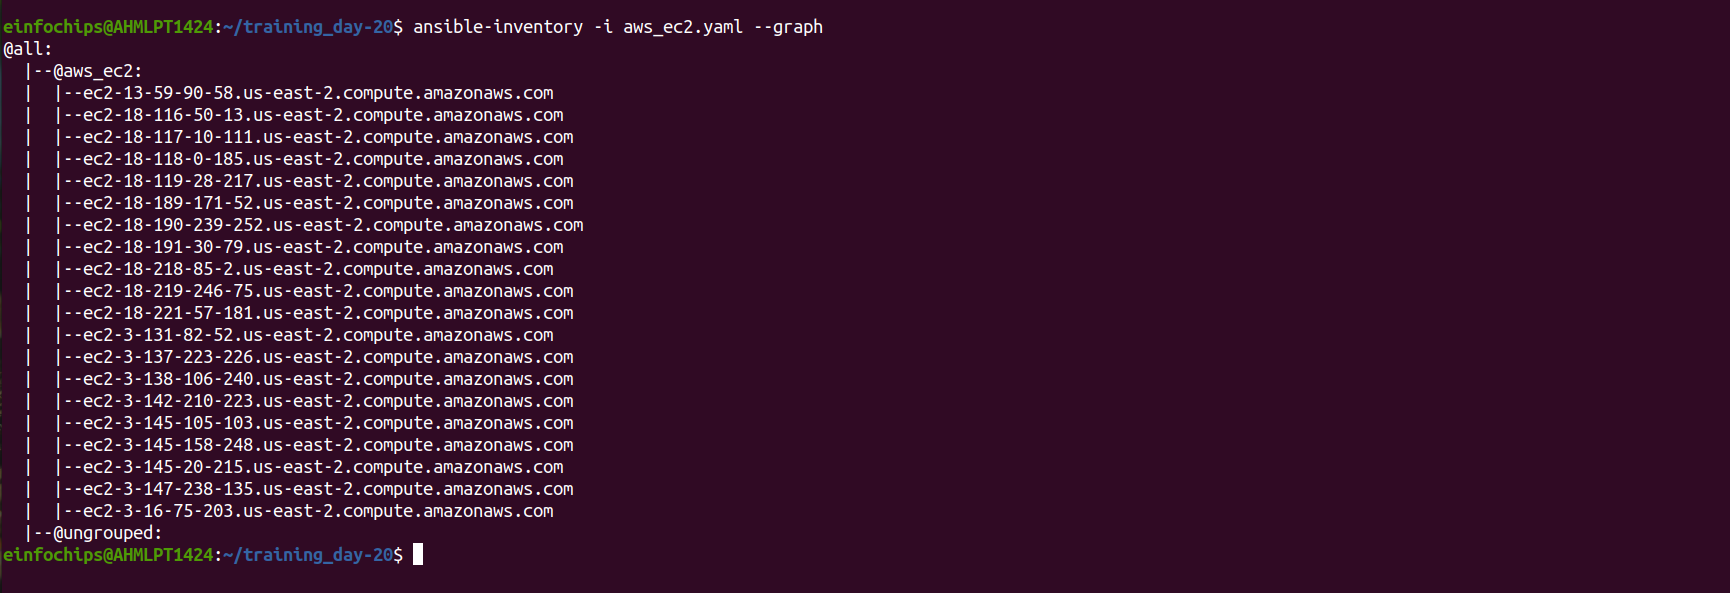 einfochips@AHMLPT1424:~/training_day-20$ ansible-inventory -i aws_ec2.yaml --graph
@all:
  |--@aws_ec2:
  |  |--ec2-13-59-90-58.us-east-2.compute.amazonaws.com
  |  |--ec2-18-116-50-13.us-east-2.compute.amazonaws.com
  |  |--ec2-18-117-10-111.us-east-2.compute.amazonaws.com
  |  |--ec2-18-118-0-185.us-east-2.compute.amazonaws.com
  |  |--ec2-18-119-28-217.us-east-2.compute.amazonaws.com
  |  |--ec2-18-189-171-52.us-east-2.compute.amazonaws.com
  |  |--ec2-18-190-239-252.us-east-2.compute.amazonaws.com
  |  |--ec2-18-191-30-79.us-east-2.compute.amazonaws.com
  |  |--ec2-18-218-85-2.us-east-2.compute.amazonaws.com
  |  |--ec2-18-219-246-75.us-east-2.compute.amazonaws.com
  |  |--ec2-18-221-57-181.us-east-2.compute.amazonaws.com
  |  |--ec2-3-131-82-52.us-east-2.compute.amazonaws.com
  |  |--ec2-3-137-223-226.us-east-2.compute.amazonaws.com
  |  |--ec2-3-138-106-240.us-east-2.compute.amazonaws.com
  |  |--ec2-3-142-210-223.us-east-2.compute.amazonaws.com
  |  |--ec2-3-145-105-103.us-east-2.compute.amazonaws.com
  |  |--ec2-3-145-158-248.us-east-2.compute.amazonaws.com
  |  |--ec2-3-145-20-215.us-east-2.compute.amazonaws.com
  |  |--ec2-3-147-238-135.us-east-2.compute.amazonaws.com
  |  |--ec2-3-16-75-203.us-east-2.compute.amazonaws.com
  |--@ungrouped:
einfochips@AHMLPT1424:~/training_day-20$